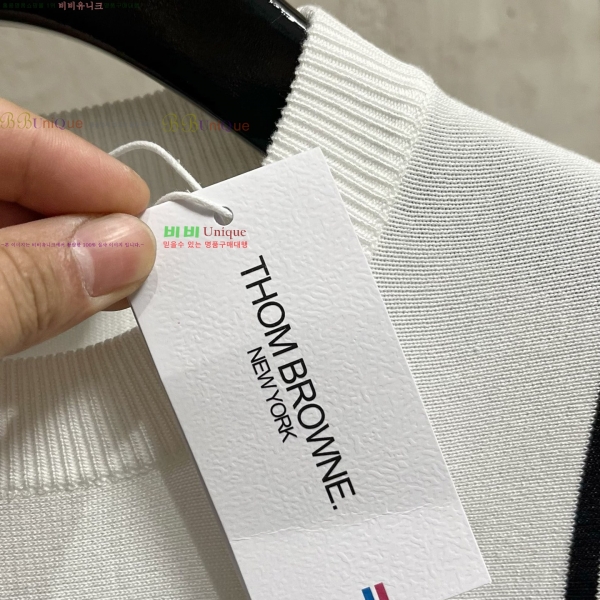 비비유니크
BBUnique
BBUnique
비비 Unique
믿을수 있는 명품구매대행
THOM BROWNE.
NEW YORK